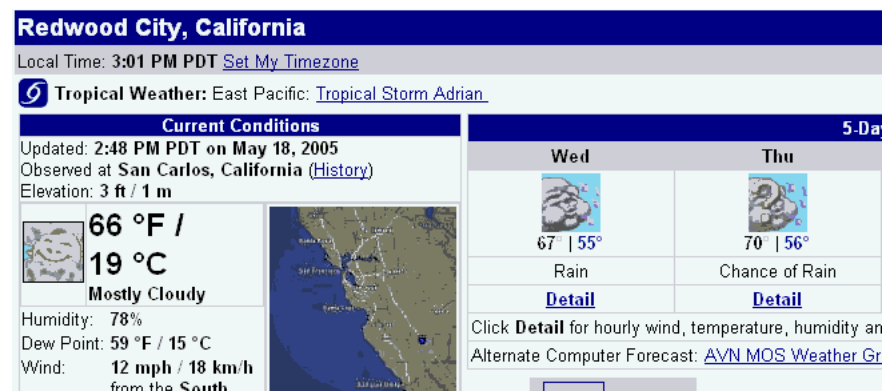 Redwood City, California
Local Time: 3:01 PM PDT Set My Timezone
Tropical Weather: East Pacific: Tropical Storm Adrian
Current Conditions
Updated: 2:48 PM PDT on May 18, 2005
Observed at San Carlos, California (History)
Elevation: 3 ft / 1 m
66 °F /
19 °C
Mostly Cloudy
Humidity: 78%
Dew Point: 59 °F / 15 °C
Wind: 12 mph / 18 km/h
from the South
5-Day
Wed Thu
67° | 55° 70° | 56°
Rain Chance of Rain
Detail Detail
Click Detail for hourly wind, temperature, humidity an
Alternate Computer Forecast: AVN MOS Weather Gr